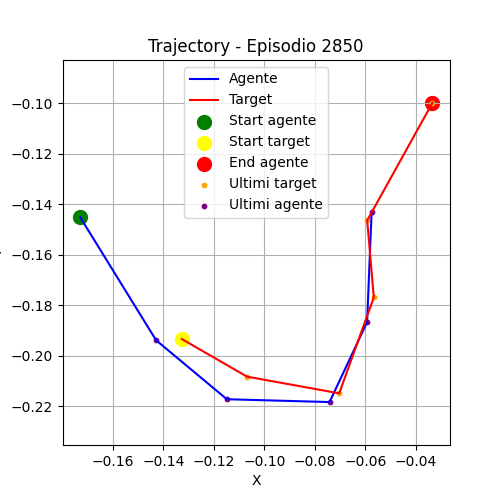 Trajectory - Episodio 2850
Agente
Target
Start agente
Start target
End agente
Ultimi target
Ultimi agente
−0.10
−0.12
−0.14
−0.16
−0.18
−0.20
−0.22
−0.16 −0.14 −0.12 −0.10 −0.08 −0.06 −0.04
X